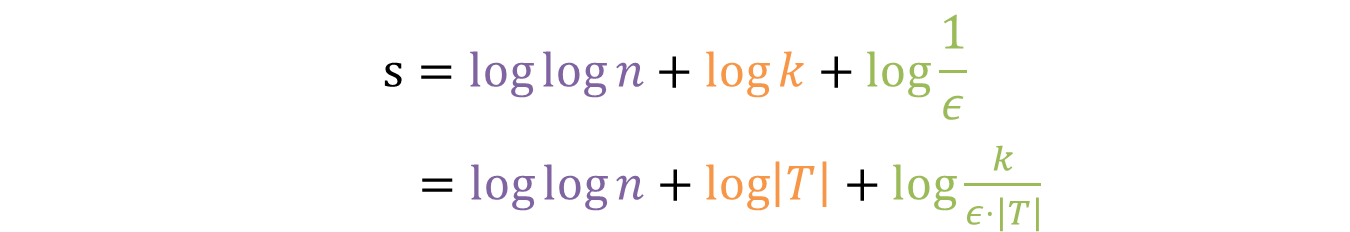 s = log log n + log k + log 1/ϵ
= log log n + log|T| + log k/(ϵ·|T|)